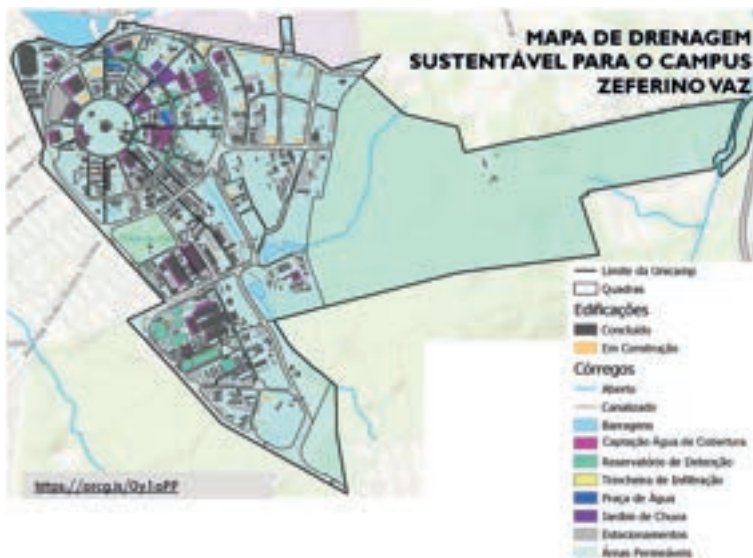 MAPA DE DRENAGEM
SUSTENTÁVEL PARA O CAMPUS
ZEFERINO VAZ
Limite da Unicamp
Quadras
Edificações
Concluído
Em Construção
Córregos
Aberto
Canalizado
Barragens
Captação Água de Cobertura
Reservatório de Detenção
Trincheira de Infiltração
Praça de Água
Jardim de Chuva
Estacionamentos
Áreas Permeáveis